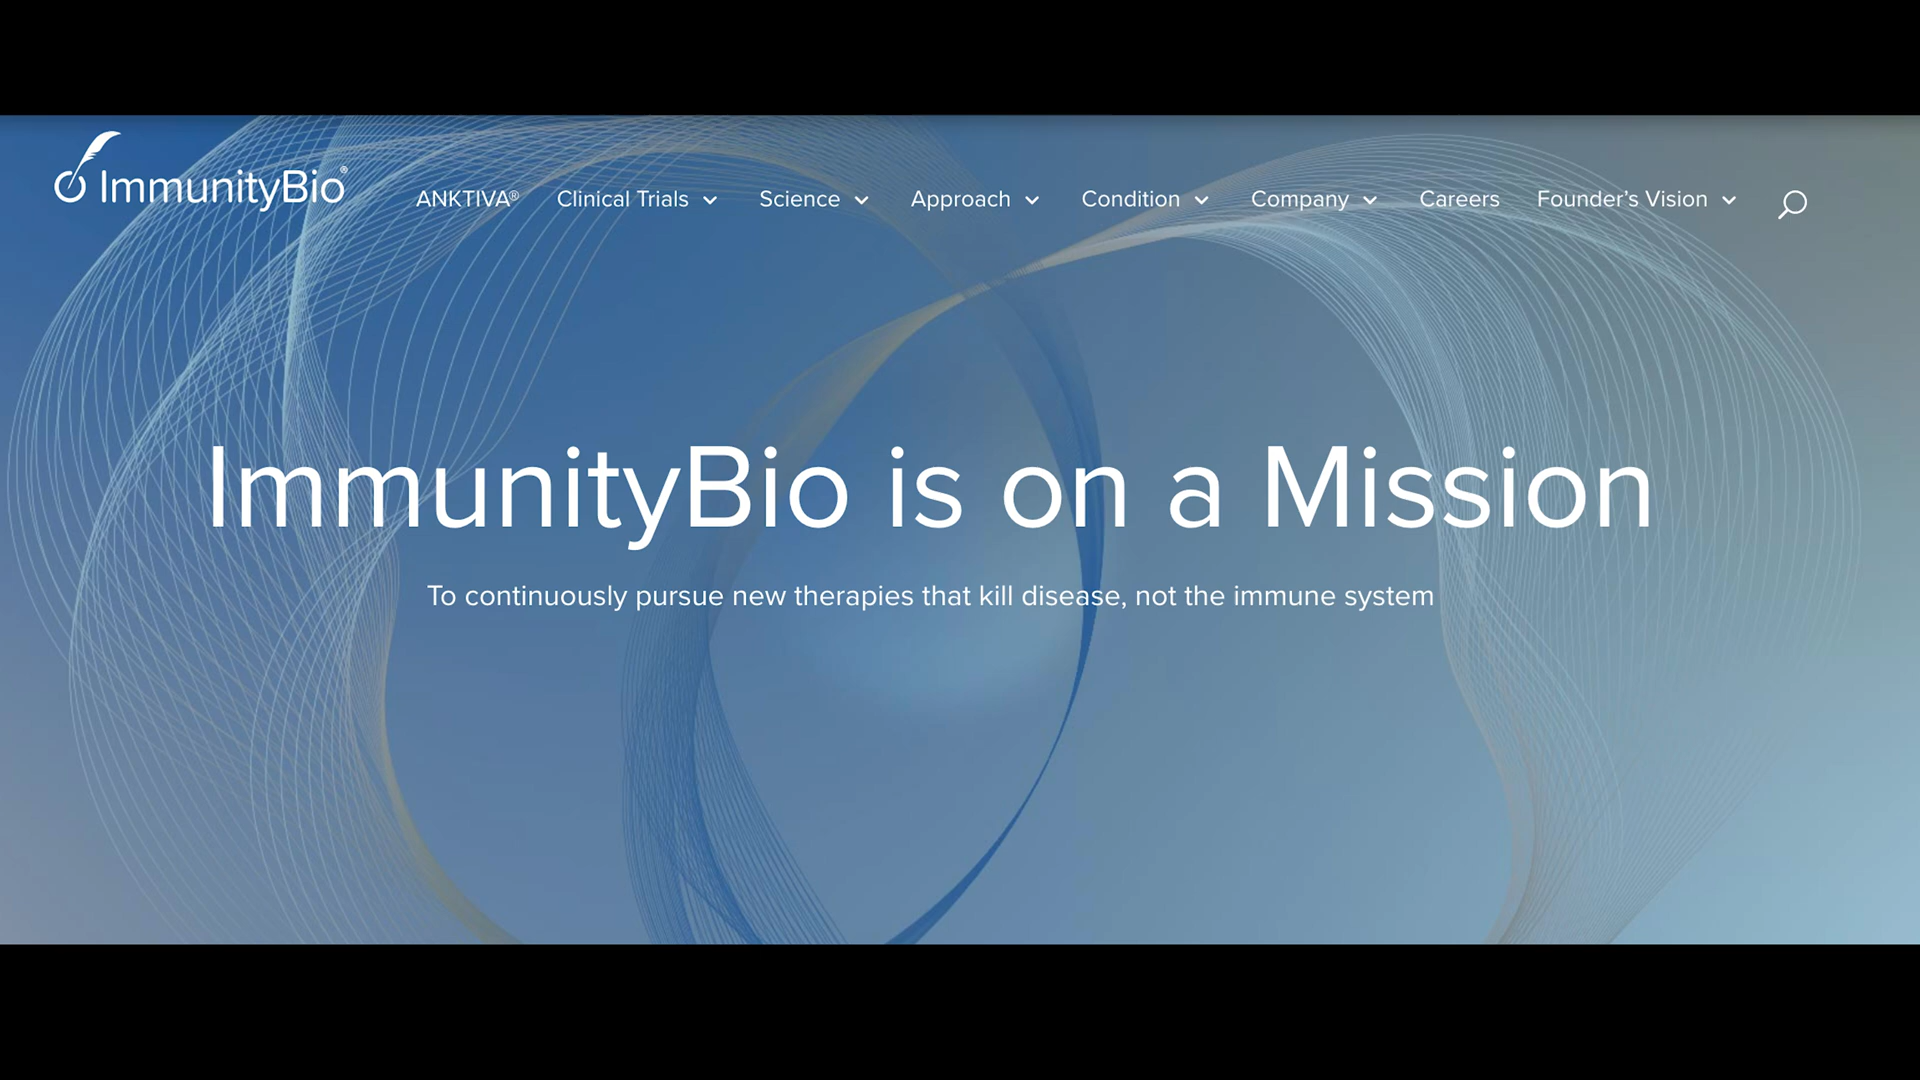 ImmunityBio®
ANKTIVA® Clinical Trials Science Approach Condition Company Careers Founder’s Vision
ImmunityBio is on a Mission
To continuously pursue new therapies that kill disease, not the immune system